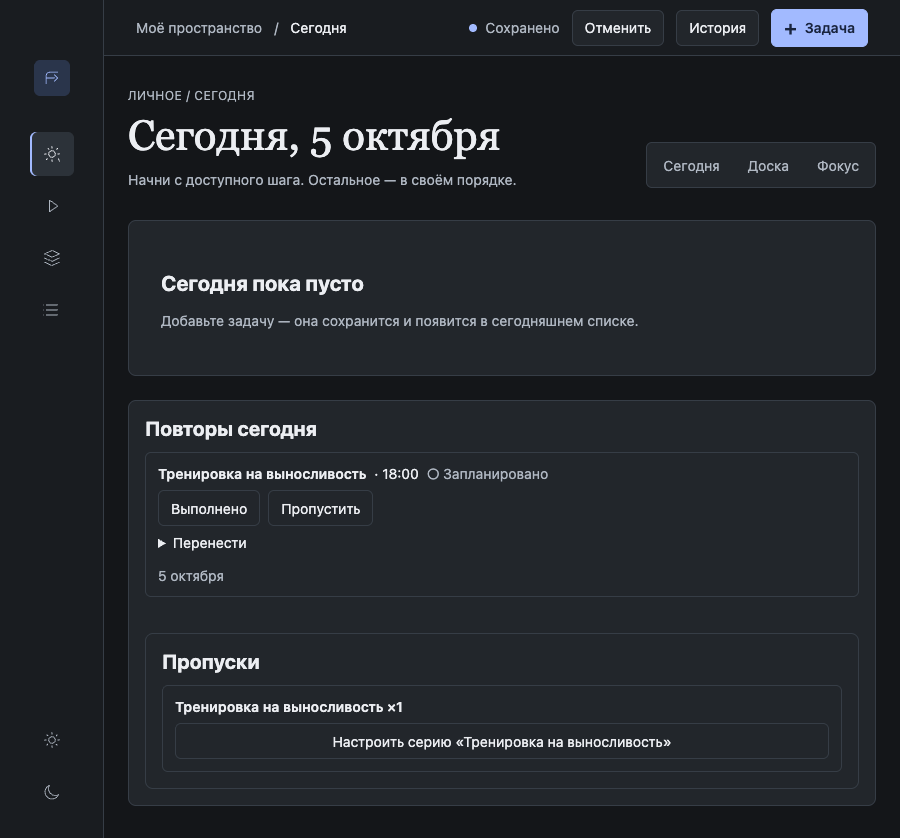 Моё пространство / Сегодня
Сохранено
Отменить
История
+ Задача
ЛИЧНОЕ / СЕГОДНЯ
Сегодня, 5 октября
Начни с доступного шага. Остальное — в своём порядке.
Сегодня Доска Фокус
Сегодня пока пусто
Добавьте задачу — она сохранится и появится в сегодняшнем списке.
Повторы сегодня
Тренировка на выносливость · 18:00 Запланировано
Выполнено Пропустить
Перенести
5 октября
Пропуски
Тренировка на выносливость ×1
Настроить серию «Тренировка на выносливость»